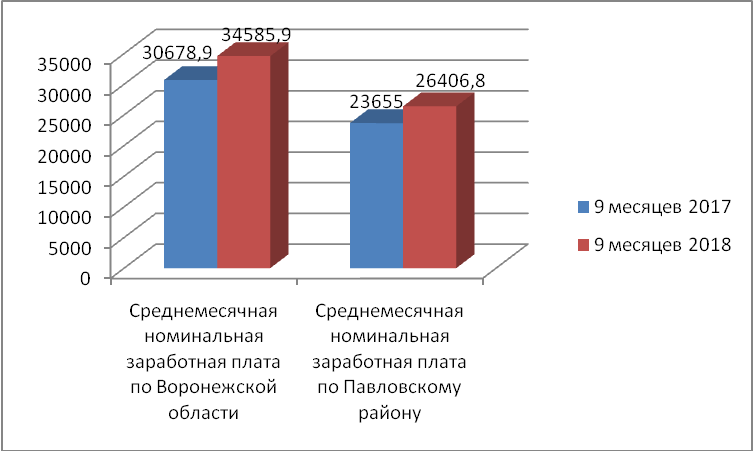 34585,9
30678,9
26406,8
23655
35000
30000
25000
20000
15000
10000
5000
0
9 месяцев 2017
9 месяцев 2018
Среднемесячная
номинальная
заработная плата
по Воронежской
области
Среднемесячная
номинальная
заработная плата
по Павловскому
району